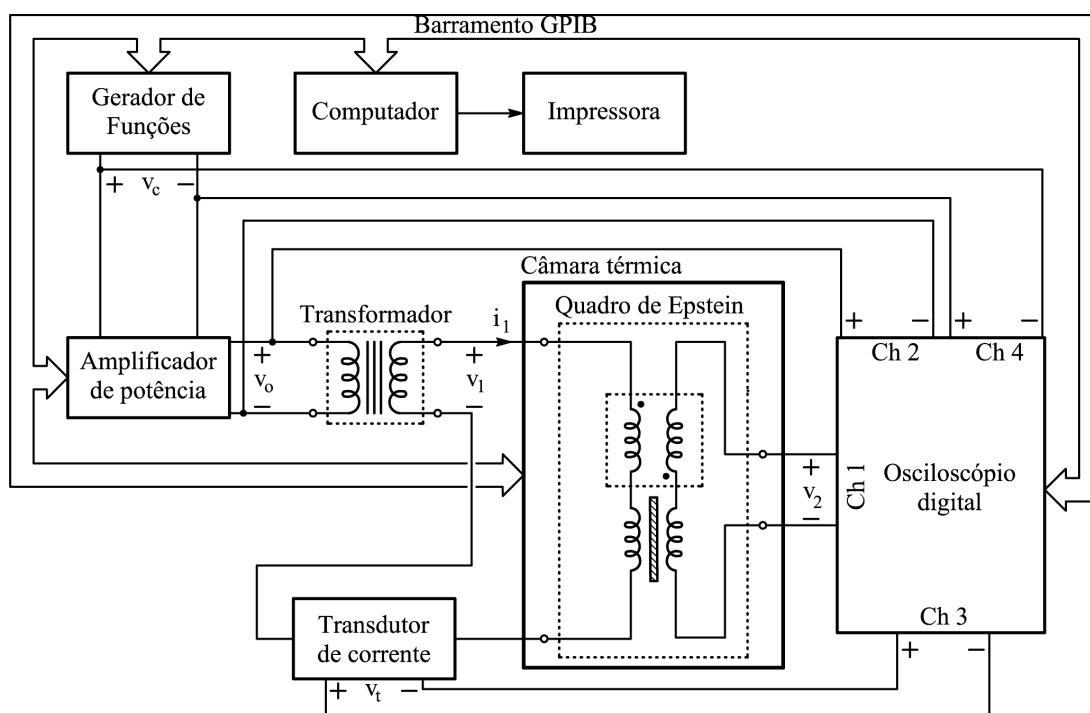 Barramento GPIB
Gerador de
Funções
Computador
Impressora
+ v_c −
Câmara térmica
Transformador
i_1
Quadro de Epstein
+ − + −
Ch 2 Ch 4
Amplificador
de potência
+
v_o
−
+
v_1
−
+
v_2
−
Ch 1
Osciloscópio
digital
Ch 3
+ −
Transdutor
de corrente
+ v_t −